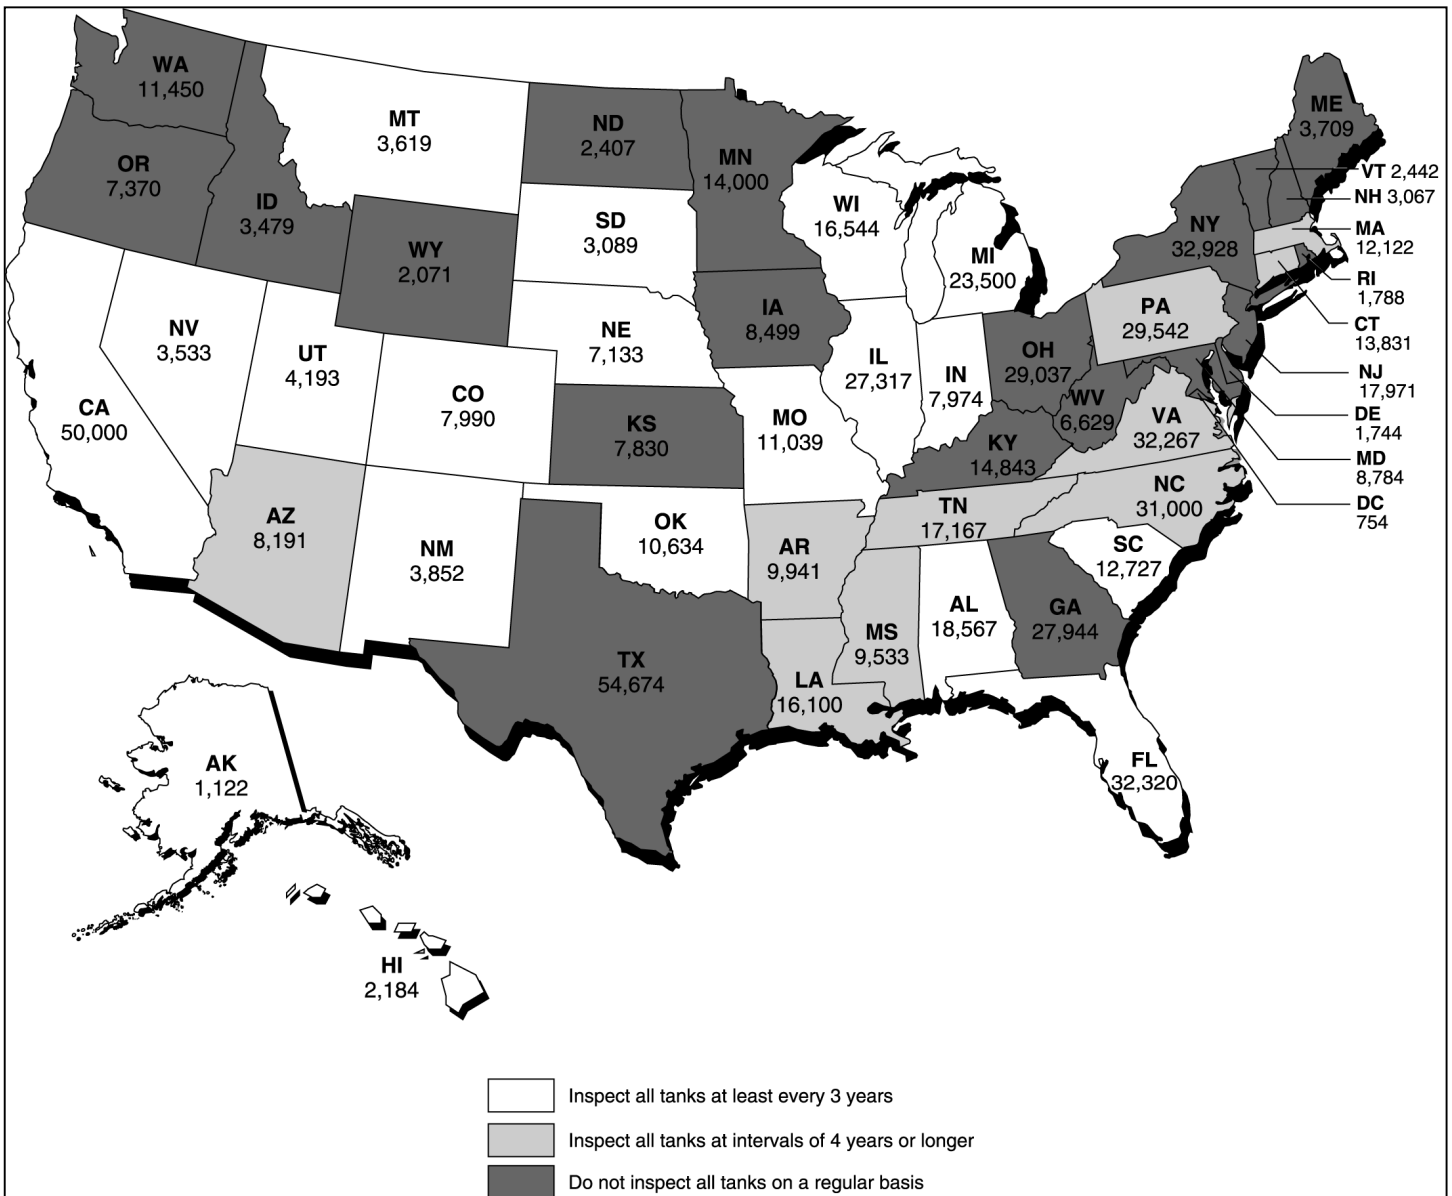 WA
11,450
MT
3,619
ND
2,407
MN
14,000
ME
3,709
OR
7,370
ID
3,479
VT 2,442
NH 3,067
WI
16,544
SD
3,089
WY
2,071
NY
32,928
MA
12,122
MI
23,500
RI
1,788
IA
8,499
PA
29,542
CT
13,831
NV
3,533
NE
7,133
UT
4,193
IL
27,317
OH
29,037
IN
7,974
NJ
17,971
CO
7,990
CA
50,000
KS
7,830
MO
11,039
WV
6,629
VA
32,267
DE
1,744
KY
14,843
MD
8,784
NC
31,000
DC
754
AZ
8,191
NM
3,852
OK
10,634
TN
17,167
AR
9,941
SC
12,727
MS
9,533
AL
18,567
GA
27,944
TX
54,674
LA
16,100
AK
1,122
FL
32,320
HI
2,184
Inspect all tanks at least every 3 years
Inspect all tanks at intervals of 4 years or longer
Do not inspect all tanks on a regular basis